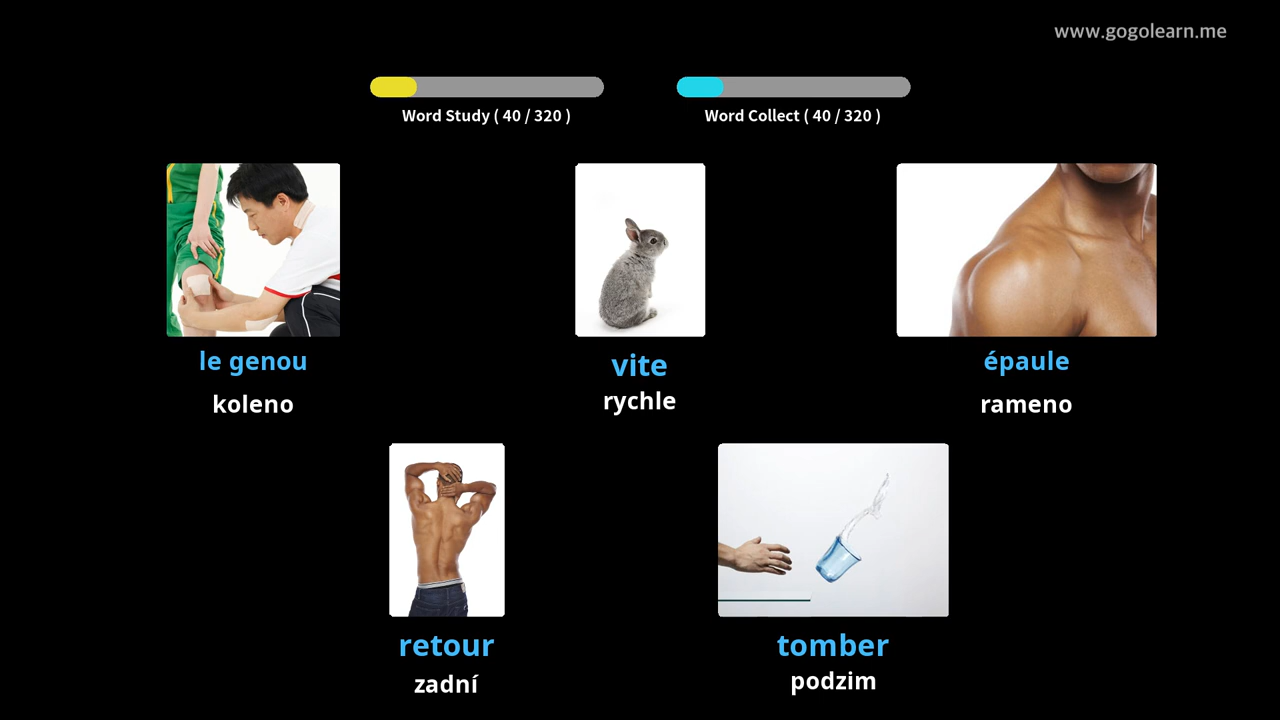 www.gogolearn.me
Word Study ( 40 / 320 )
Word Collect ( 40 / 320 )
le genou
koleno
vite
rychle
épaule
rameno
retour
zadní
tomber
podzim